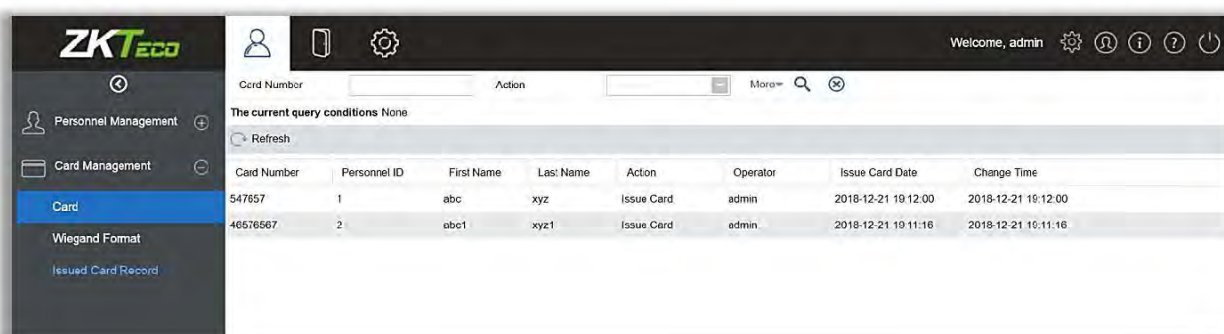 ZKTeco
Welcome, admin
Card Number Action More
The current query conditions None
Personnel Management
Refresh
Card Management
Card Number Personnel ID First Name Last Name Action Operator Issue Card Date Change Time
547657 1 abc xyz Issue Card admin 2018-12-21 19:12:00 2018-12-21 19:12:00
46576567 2 abc1 xyz1 Issue Card admin 2018-12-21 19:11:16 2018-12-21 19:11:16
Card
Wiegand Format
Issued Card Record